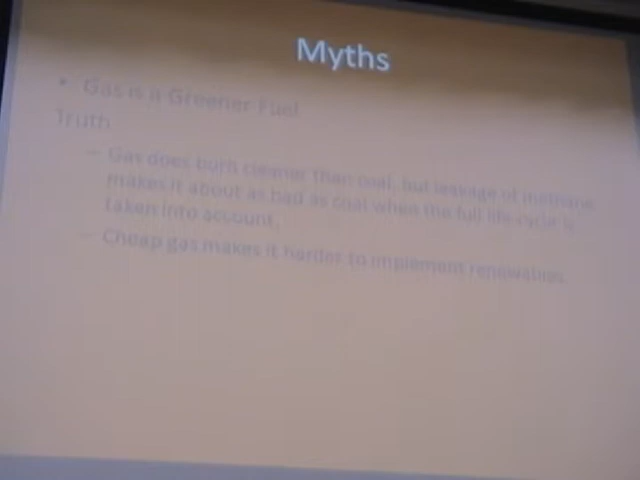 Myths
• Gas is a Greener Fuel
Truth
– Gas does burn cleaner than coal, but leakage of methane
makes it about as bad as coal when the full life cycle is
taken into account.
– Cheap gas makes it harder to implement renewables.